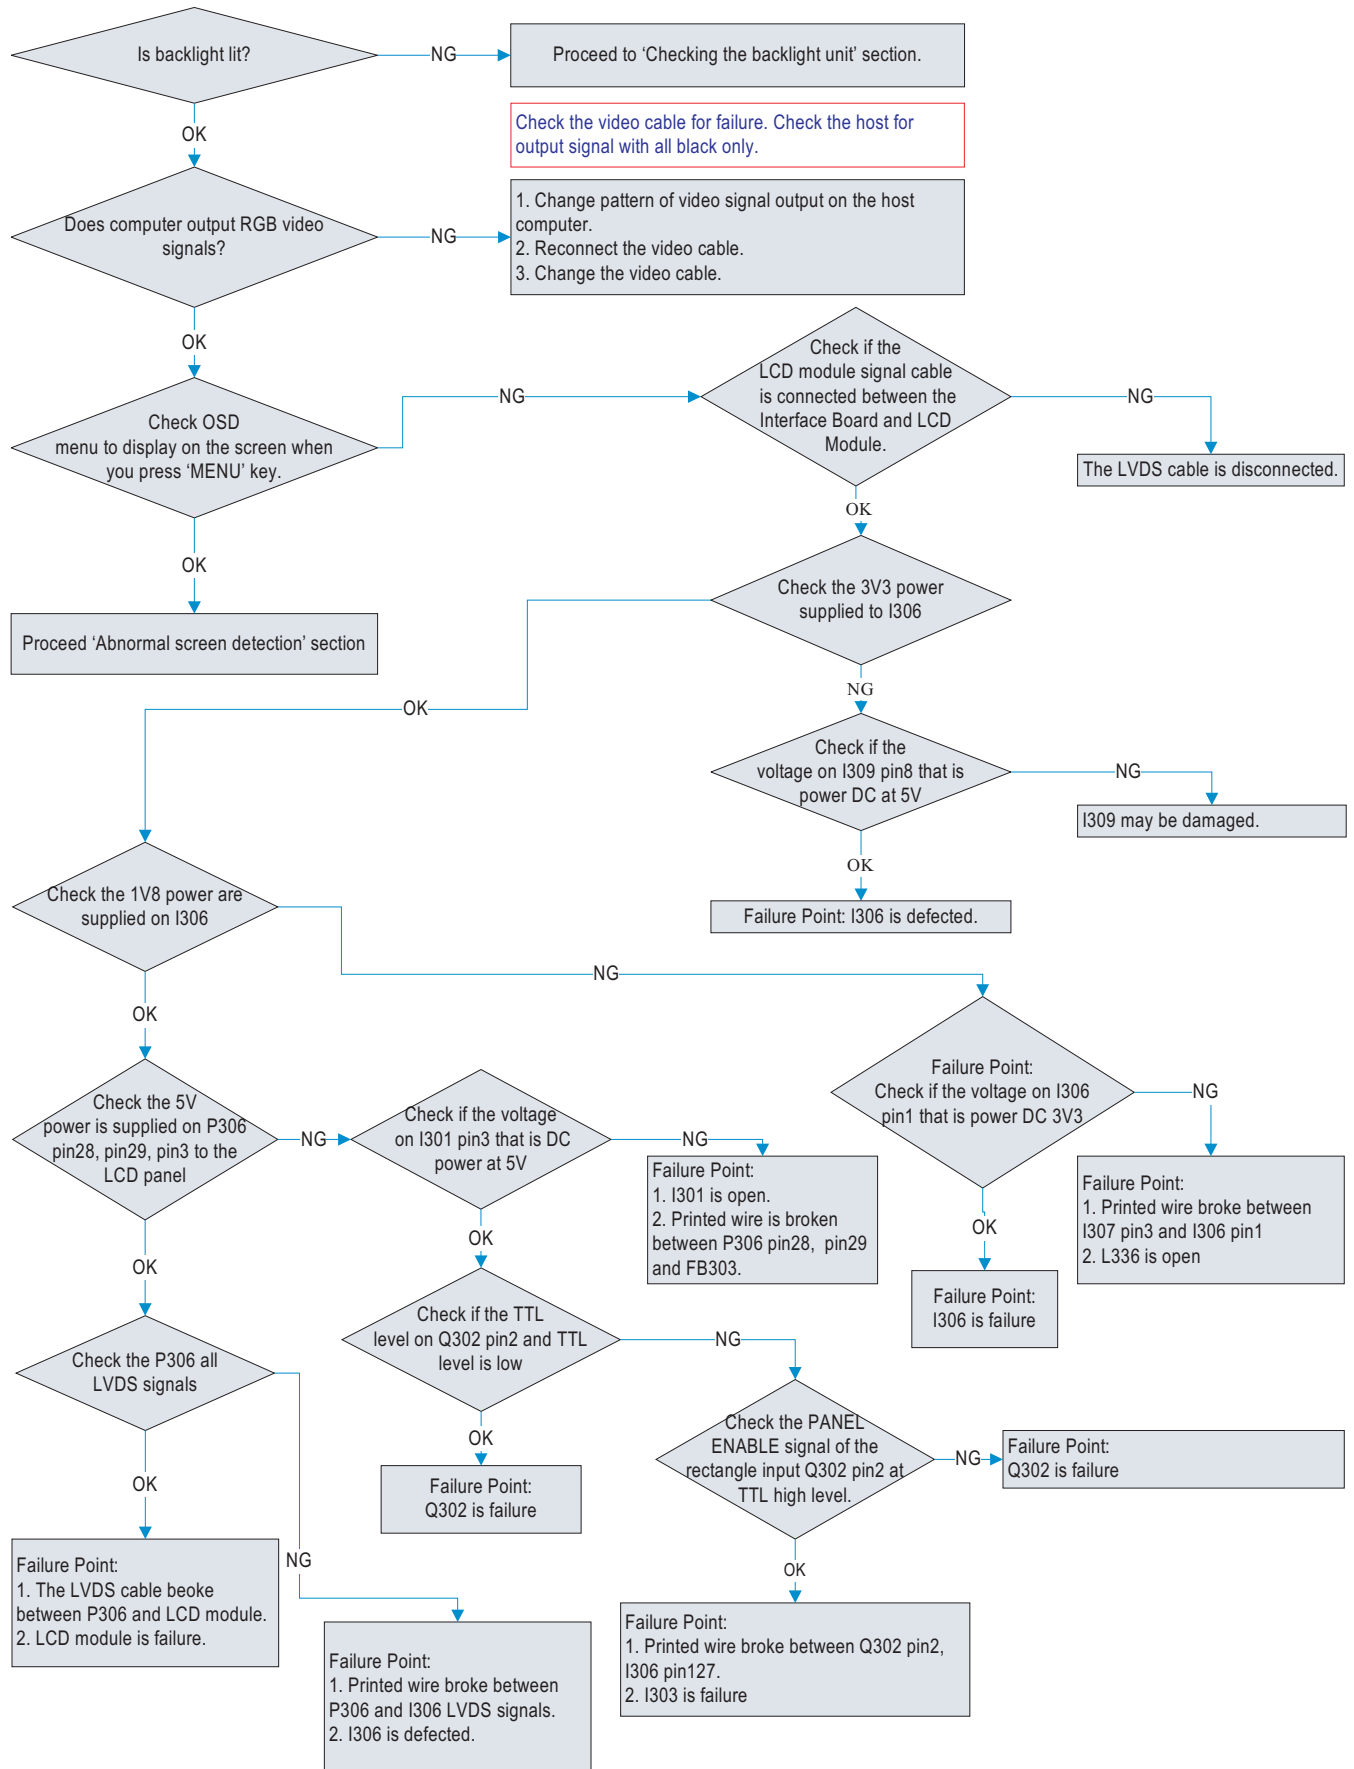 Is backlight lit?
NG
Proceed to ‘Checking the backlight unit’ section.
OK
Check the video cable for failure. Check the host for
output signal with all black only.
Does computer output RGB video
signals?
NG
1. Change pattern of video signal output on the host
computer.
2. Reconnect the video cable.
3. Change the video cable.
OK
Check OSD
menu to display on the screen when
you press ‘MENU’ key.
NG
Check if the
LCD module signal cable
is connected between the
Interface Board and LCD
Module.
NG
The LVDS cable is disconnected.
OK
OK
Proceed ‘Abnormal screen detection’ section
Check the 3V3 power
supplied to I306
OK
NG
Check if the
voltage on I309 pin8 that is
power DC at 5V
NG
I309 may be damaged.
OK
Failure Point: I306 is defected.
Check the 1V8 power are
supplied on I306
NG
OK
Failure Point:
Check if the voltage on I306
pin1 that is power DC 3V3
NG
Failure Point:
1. Printed wire broke between
I307 pin3 and I306 pin1
2. L336 is open
OK
Failure Point:
I306 is failure
Check the 5V
power is supplied on P306
pin28, pin29, pin3 to the
LCD panel
NG
Check if the voltage
on I301 pin3 that is DC
power at 5V
NG
Failure Point:
1. I301 is open.
2. Printed wire is broken
between P306 pin28, pin29
and FB303.
OK
OK
Check if the TTL
level on Q302 pin2 and TTL
level is low
NG
Check the P306 all
LVDS signals
OK
Failure Point:
Q302 is failure
Check the PANEL
ENABLE signal of the
rectangle input Q302 pin2 at
TTL high level.
NG
Failure Point:
Q302 is failure
OK
NG
OK
Failure Point:
1. The LVDS cable beoke
between P306 and LCD module.
2. LCD module is failure.
Failure Point:
1. Printed wire broke between
P306 and I306 LVDS signals.
2. I306 is defected.
Failure Point:
1. Printed wire broke between Q302 pin2,
I306 pin127.
2. I303 is failure